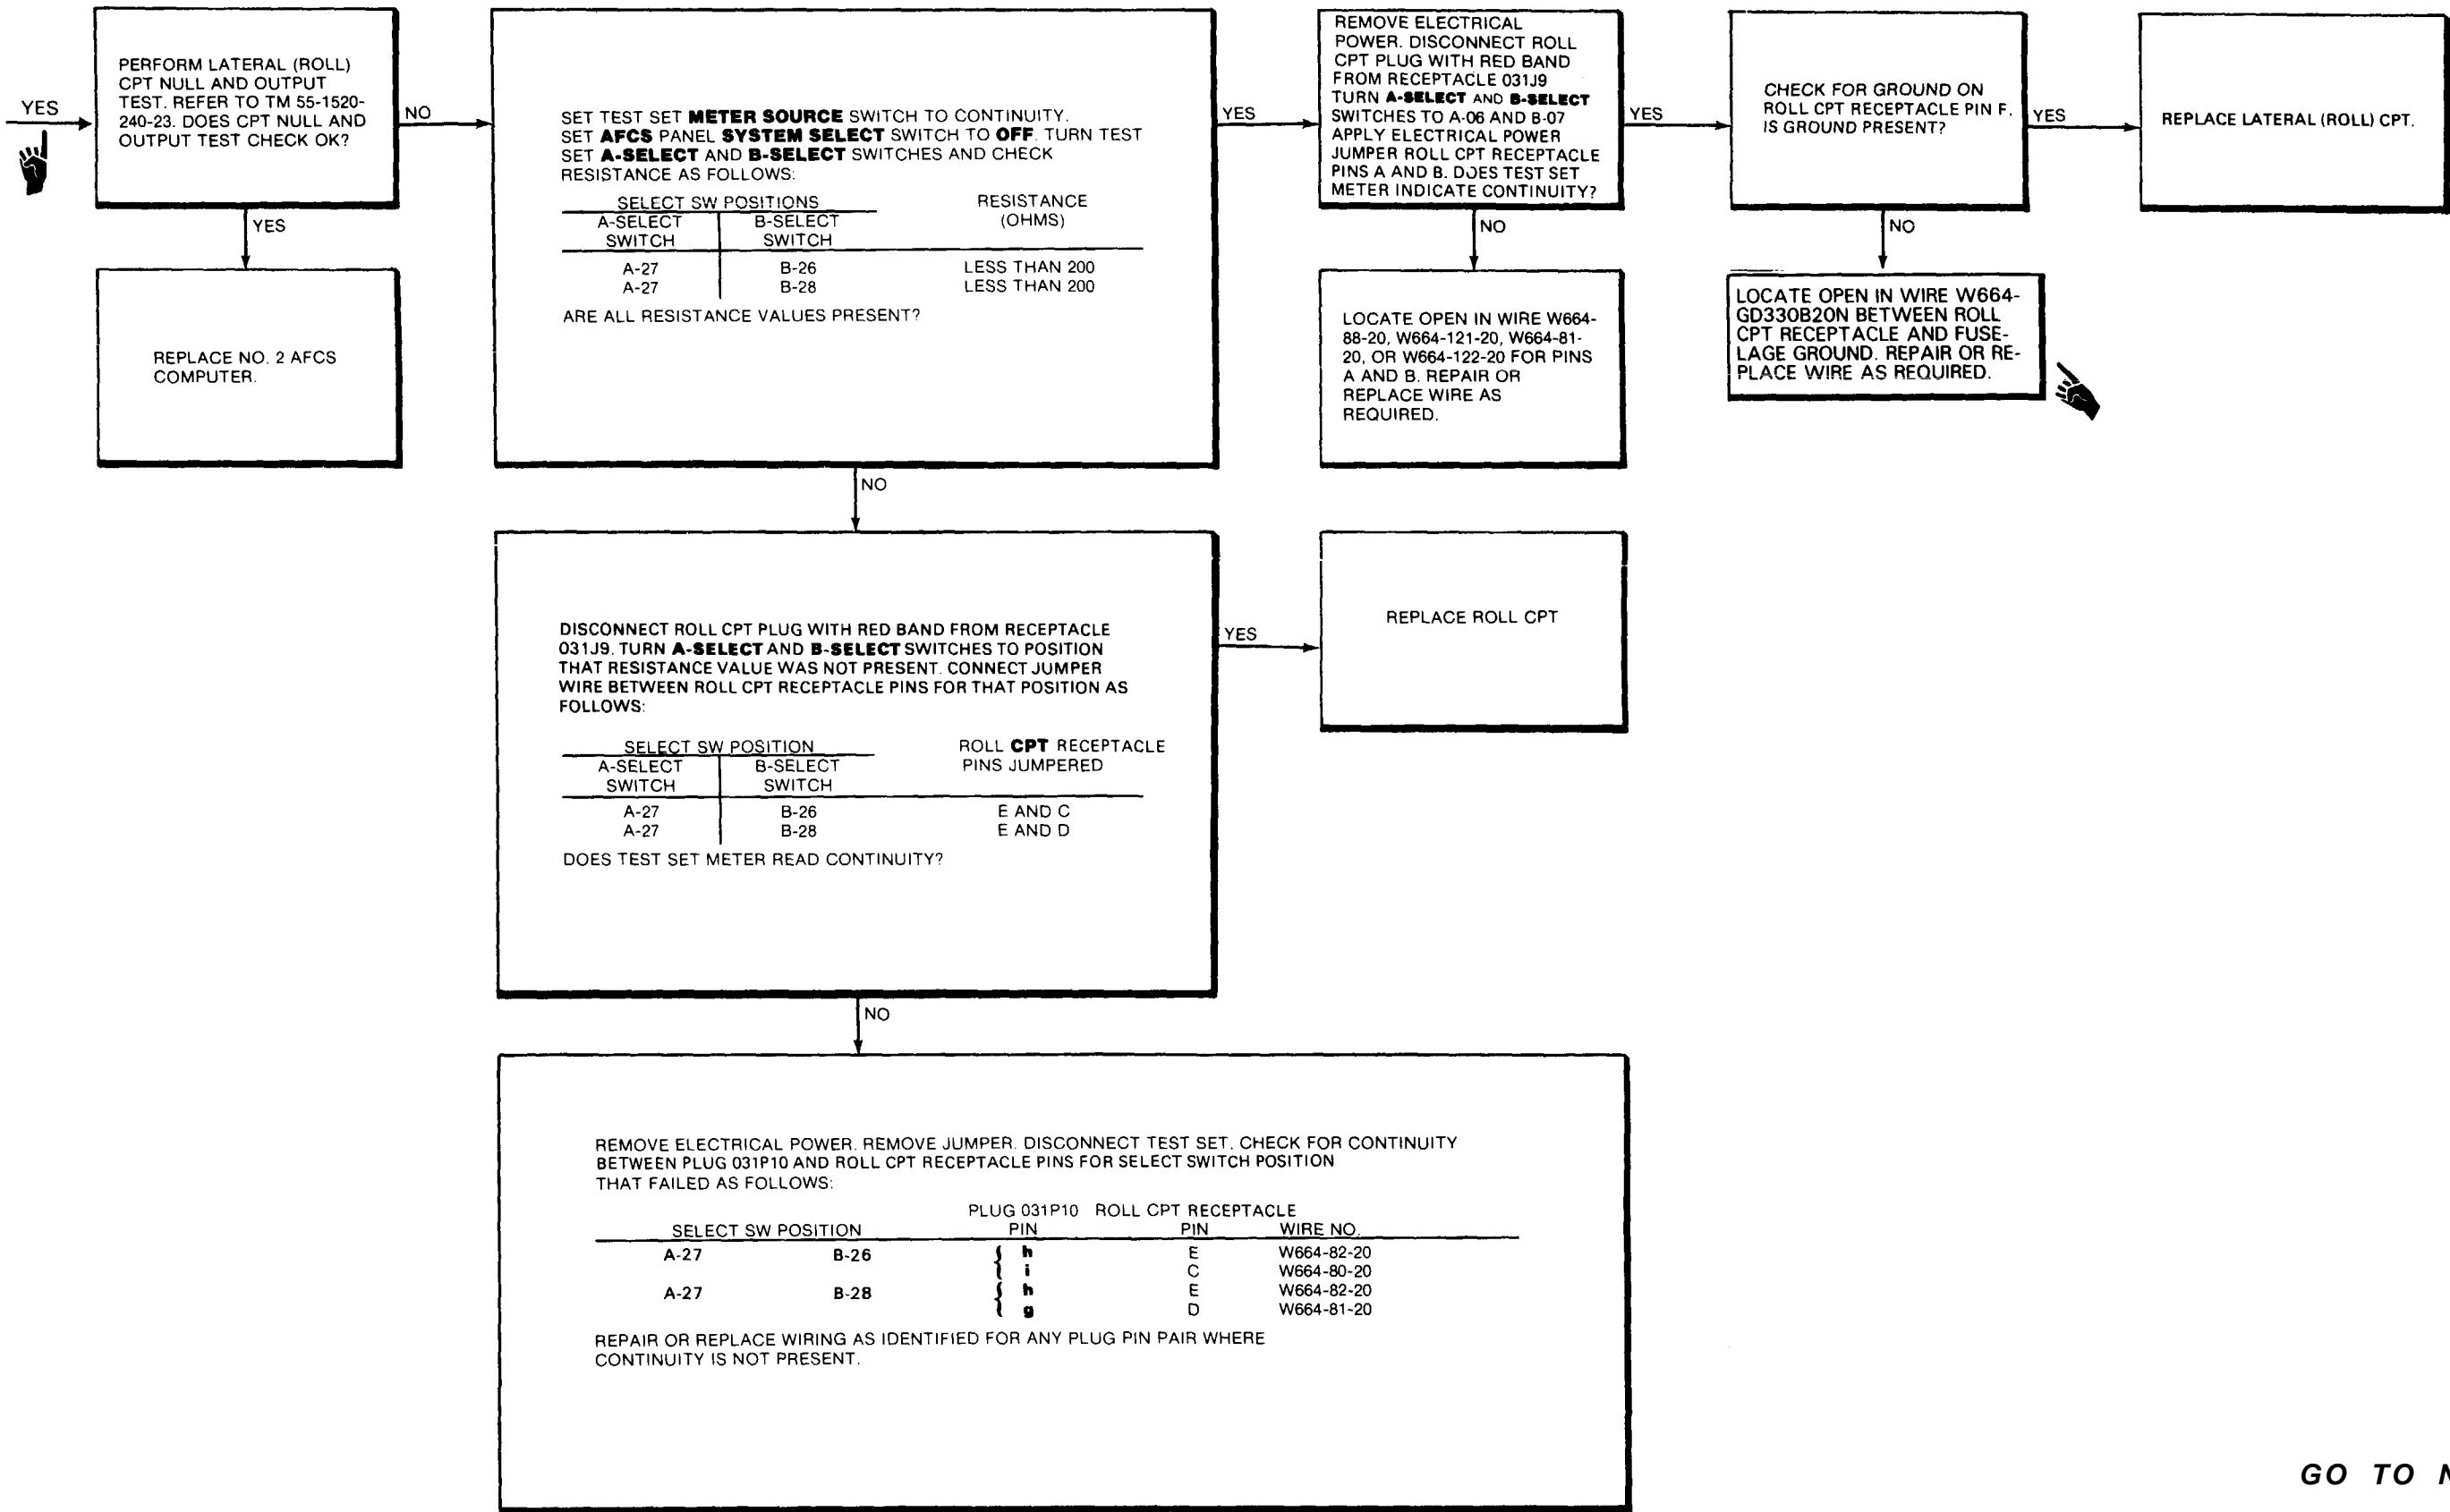 YES
PERFORM LATERAL (ROLL)
CPT NULL AND OUTPUT
TEST. REFER TO TM 55-1520-
240-23. DOES CPT NULL AND
OUTPUT TEST CHECK OK?
NO
YES
REPLACE NO. 2 AFCS
COMPUTER.
SET TEST SET METER SOURCE SWITCH TO CONTINUITY.
SET AFCS PANEL SYSTEM SELECT SWITCH TO OFF. TURN TEST
SET A-SELECT AND B-SELECT SWITCHES AND CHECK
RESISTANCE AS FOLLOWS:
SELECT SW POSITIONS RESISTANCE
A-SELECT B-SELECT (OHMS)
SWITCH SWITCH
A-27 B-26 LESS THAN 200
A-27 B-28 LESS THAN 200
ARE ALL RESISTANCE VALUES PRESENT?
YES
NO
REMOVE ELECTRICAL
POWER. DISCONNECT ROLL
CPT PLUG WITH RED BAND
FROM RECEPTACLE 031J9
TURN A-SELECT AND B-SELECT
SWITCHES TO A-06 AND B-07
APPLY ELECTRICAL POWER
JUMPER ROLL CPT RECEPTACLE
PINS A AND B. DOES TEST SET
METER INDICATE CONTINUITY?
YES
NO
LOCATE OPEN IN WIRE W664-
88-20, W664-121-20, W664-81-
20, OR W664-122-20 FOR PINS
A AND B. REPAIR OR
REPLACE WIRE AS
REQUIRED.
CHECK FOR GROUND ON
ROLL CPT RECEPTACLE PIN F.
IS GROUND PRESENT?
YES
NO
REPLACE LATERAL (ROLL) CPT.
LOCATE OPEN IN WIRE W664-
GD330B20N BETWEEN ROLL
CPT RECEPTACLE AND FUSE-
LAGE GROUND. REPAIR OR RE-
PLACE WIRE AS REQUIRED.
DISCONNECT ROLL CPT PLUG WITH RED BAND FROM RECEPTACLE
031J9. TURN A-SELECT AND B-SELECT SWITCHES TO POSITION
THAT RESISTANCE VALUE WAS NOT PRESENT. CONNECT JUMPER
WIRE BETWEEN ROLL CPT RECEPTACLE PINS FOR THAT POSITION AS
FOLLOWS:
SELECT SW POSITION ROLL CPT RECEPTACLE
A-SELECT B-SELECT PINS JUMPERED
SWITCH SWITCH
A-27 B-26 E AND C
A-27 B-28 E AND D
DOES TEST SET METER READ CONTINUITY?
YES
NO
REPLACE ROLL CPT
REMOVE ELECTRICAL POWER. REMOVE JUMPER. DISCONNECT TEST SET. CHECK FOR CONTINUITY
BETWEEN PLUG 031P10 AND ROLL CPT RECEPTACLE PINS FOR SELECT SWITCH POSITION
THAT FAILED AS FOLLOWS:
PLUG 031P10 ROLL CPT RECEPTACLE
SELECT SW POSITION PIN PIN WIRE NO.
A-27 B-26 { h E W664-82-20
i C W664-80-20
A-27 B-28 { h E W664-82-20
g D W664-81-20
REPAIR OR REPLACE WIRING AS IDENTIFIED FOR ANY PLUG PIN PAIR WHERE
CONTINUITY IS NOT PRESENT.
GO TO N